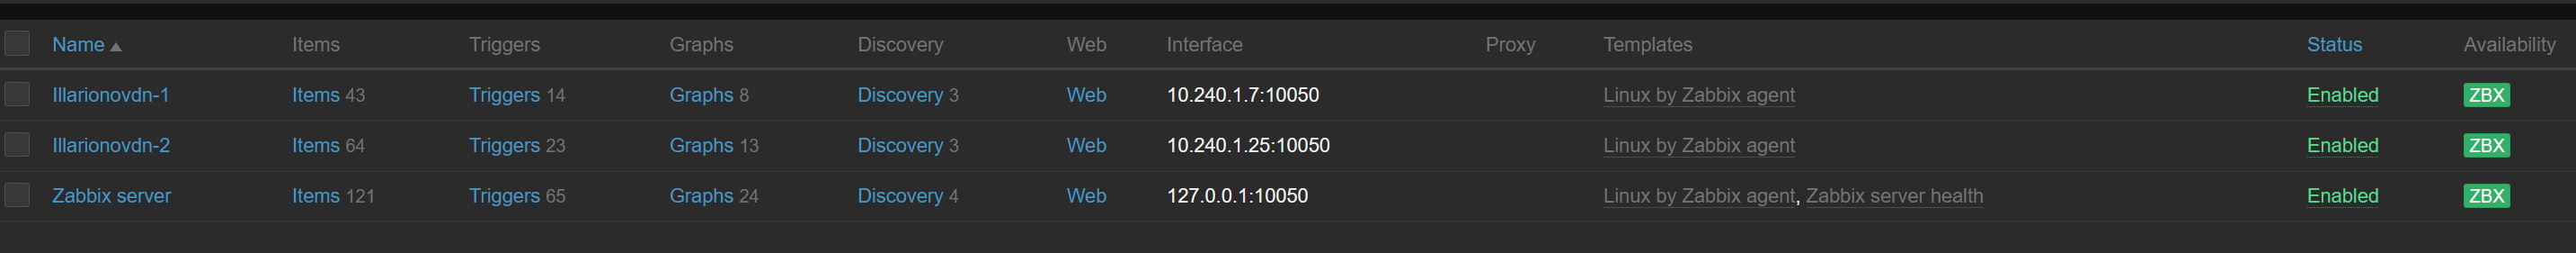 Name Items Triggers Graphs Discovery Web Interface Proxy Templates Status Availability
Illarionovdn-1 Items 43 Triggers 14 Graphs 8 Discovery 3 Web 10.240.1.7:10050 Linux by Zabbix agent Enabled ZBX
Illarionovdn-2 Items 64 Triggers 23 Graphs 13 Discovery 3 Web 10.240.1.25:10050 Linux by Zabbix agent Enabled ZBX
Zabbix server Items 121 Triggers 65 Graphs 24 Discovery 4 Web 127.0.0.1:10050 Linux by Zabbix agent, Zabbix server health Enabled ZBX